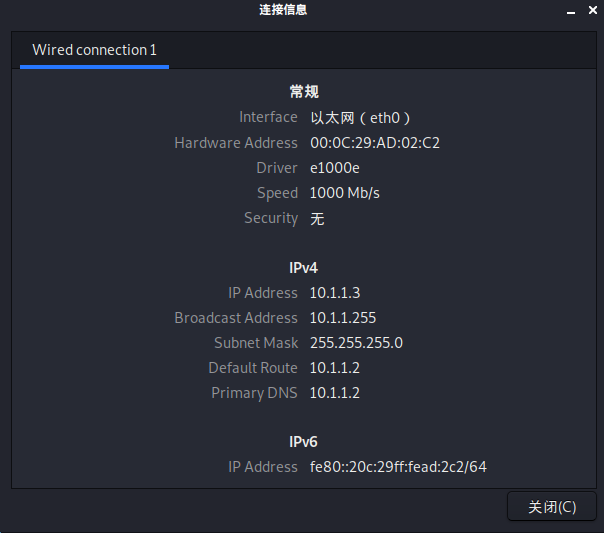 连接信息
Wired connection 1
常规
Interface 以太网（eth0）
Hardware Address 00:0C:29:AD:02:C2
Driver e1000e
Speed 1000 Mb/s
Security 无
IPv4
IP Address 10.1.1.3
Broadcast Address 10.1.1.255
Subnet Mask 255.255.255.0
Default Route 10.1.1.2
Primary DNS 10.1.1.2
IPv6
IP Address fe80::20c:29ff:fead:2c2/64
关闭(C)